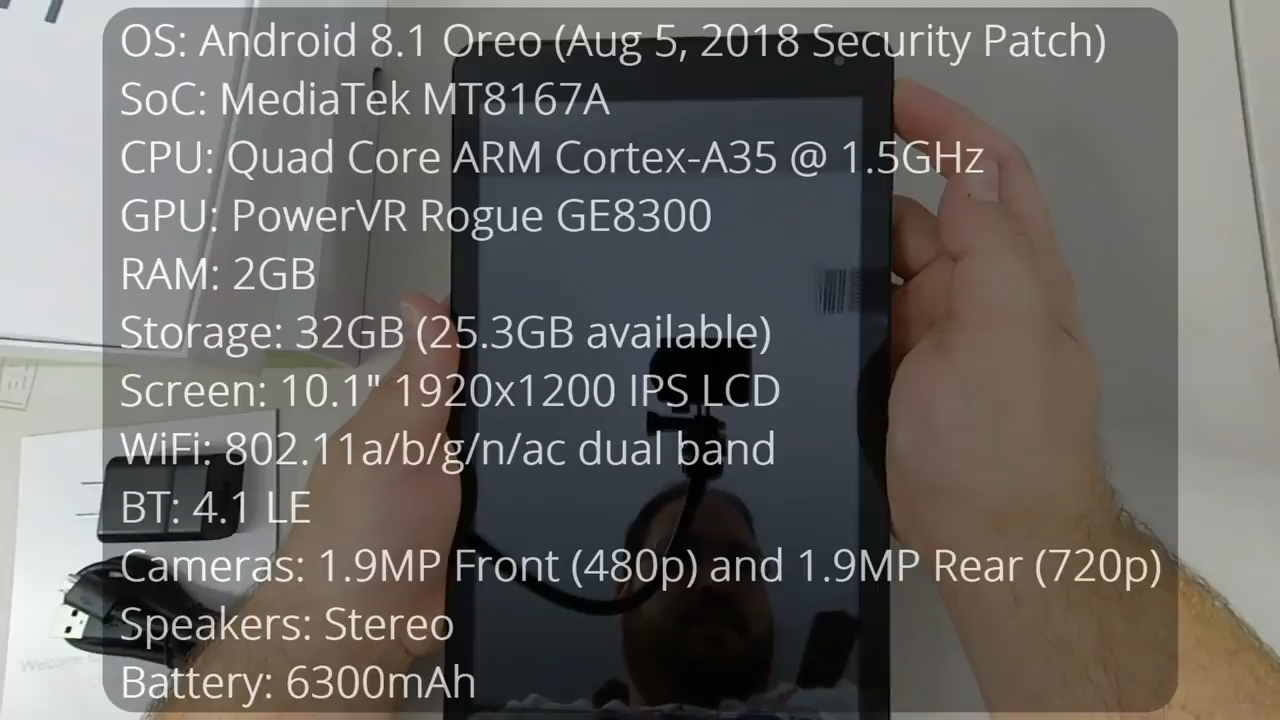 OS: Android 8.1 Oreo (Aug 5, 2018 Security Patch)
SoC: MediaTek MT8167A
CPU: Quad Core ARM Cortex-A35 @ 1.5GHz
GPU: PowerVR Rogue GE8300
RAM: 2GB
Storage: 32GB (25.3GB available)
Screen: 10.1" 1920x1200 IPS LCD
WiFi: 802.11a/b/g/n/ac dual band
BT: 4.1 LE
Cameras: 1.9MP Front (480p) and 1.9MP Rear (720p)
Speakers: Stereo
Welcome
Battery: 6300mAh